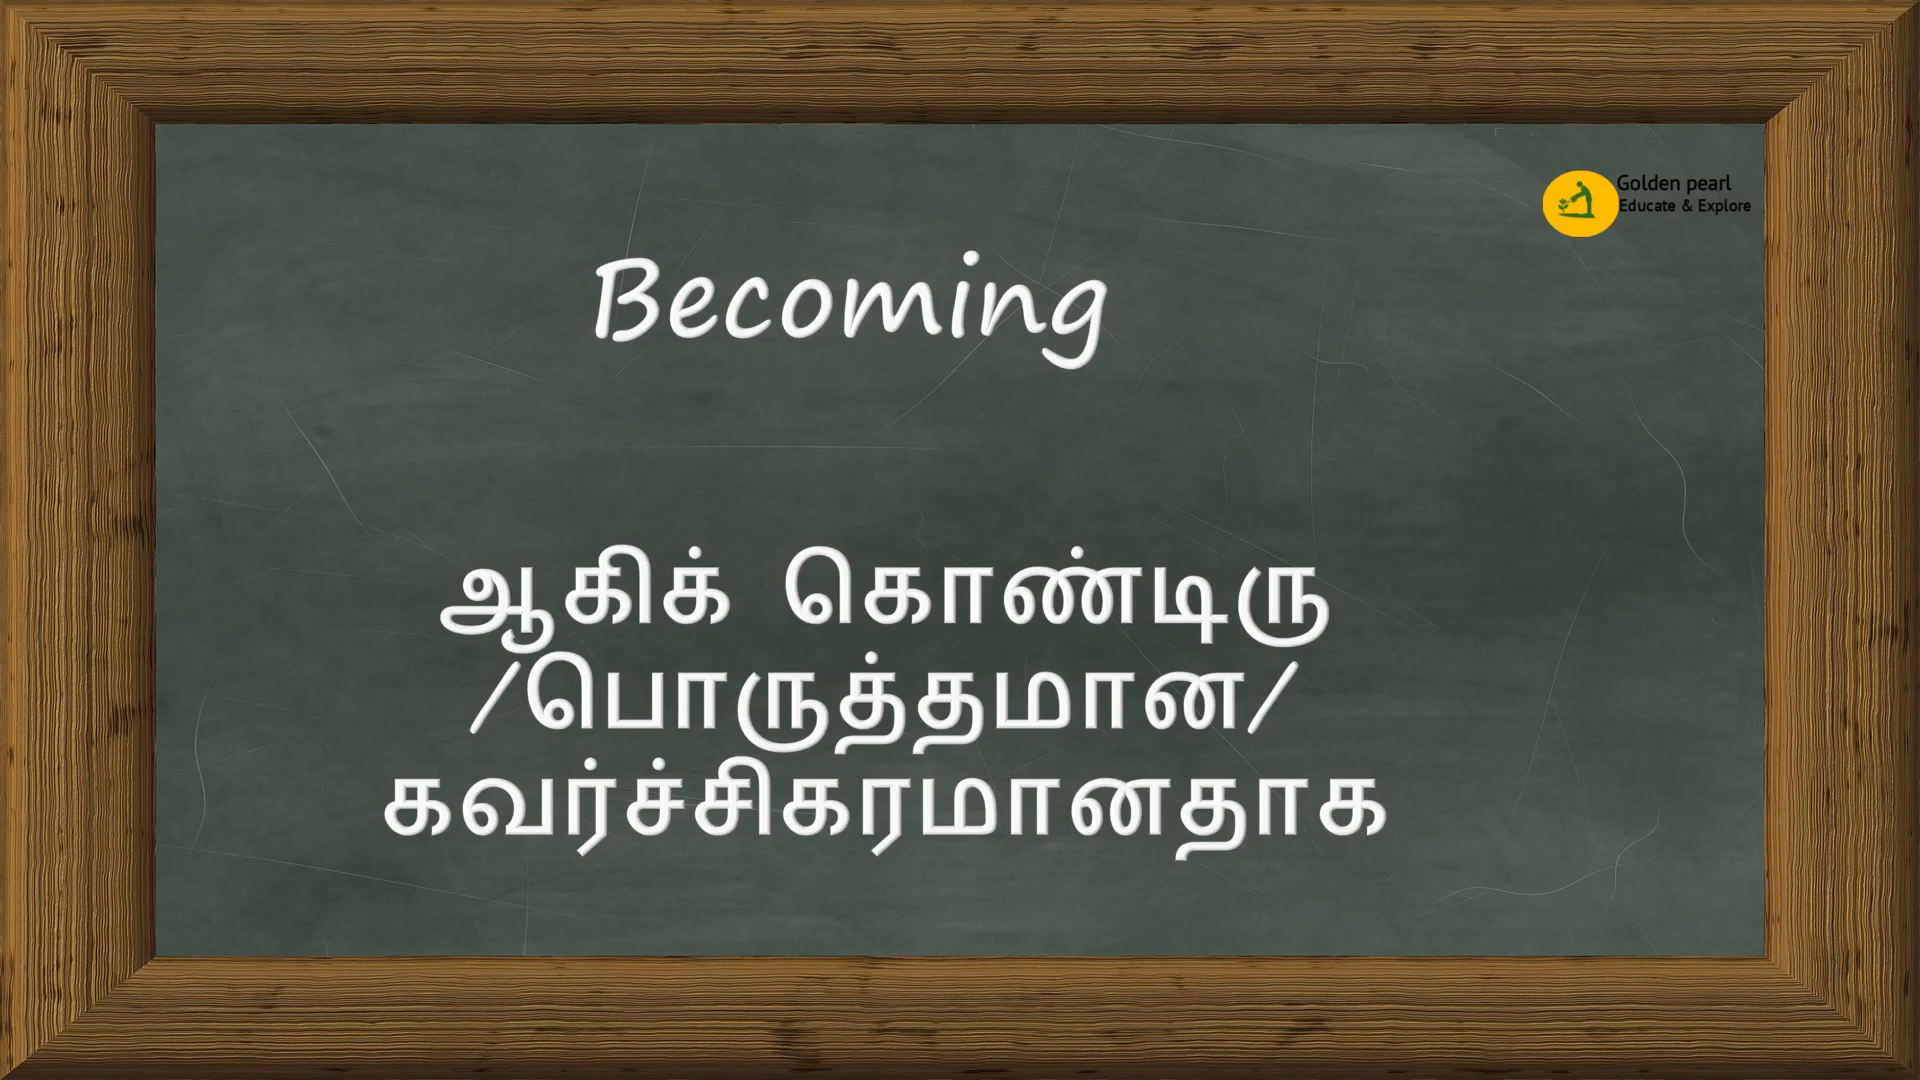 Golden pearl
Educate & Explore
Becoming
ஆகிக் கொண்டிரு
/பொருத்தமான/
கவர்ச்சிகரமானதாக